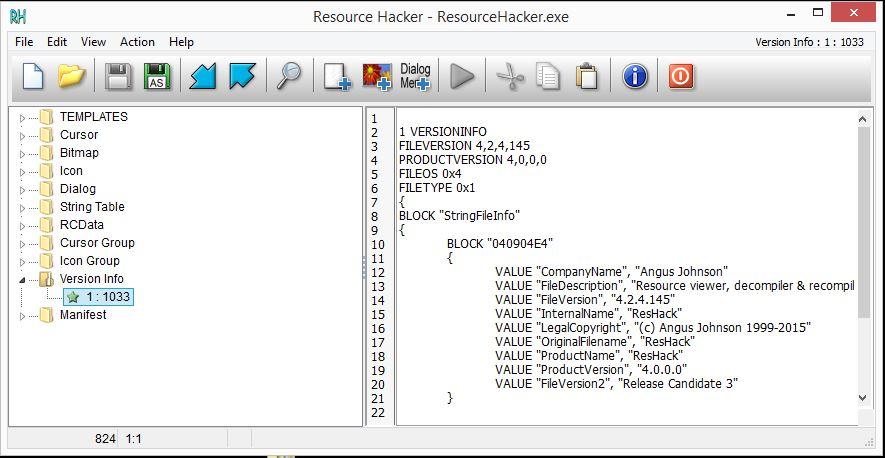 RH Resource Hacker - ResourceHacker.exe
File Edit View Action Help Version Info : 1 : 1033
AS Dialog
Menu
TEMPLATES
Cursor
Bitmap
Icon
Dialog
String Table
RCData
Cursor Group
Icon Group
Version Info
1 : 1033
Manifest
1
2 1 VERSIONINFO
3 FILEVERSION 4,2,4,145
4 PRODUCTVERSION 4,0,0,0
5 FILEOS 0x4
6 FILETYPE 0x1
7 {
8 BLOCK "StringFileInfo"
9 {
10 BLOCK "040904E4"
11 {
12 VALUE "CompanyName", "Angus Johnson"
13 VALUE "FileDescription", "Resource viewer, decompiler & recompil
14 VALUE "FileVersion", "4.2.4.145"
15 VALUE "InternalName", "ResHack"
16 VALUE "LegalCopyright", "(c) Angus Johnson 1999-2015"
17 VALUE "OriginalFilename", "ResHack"
18 VALUE "ProductName", "ResHack"
19 VALUE "ProductVersion", "4.0.0.0"
20 VALUE "FileVersion2", "Release Candidate 3"
21 }
22
824 1:1